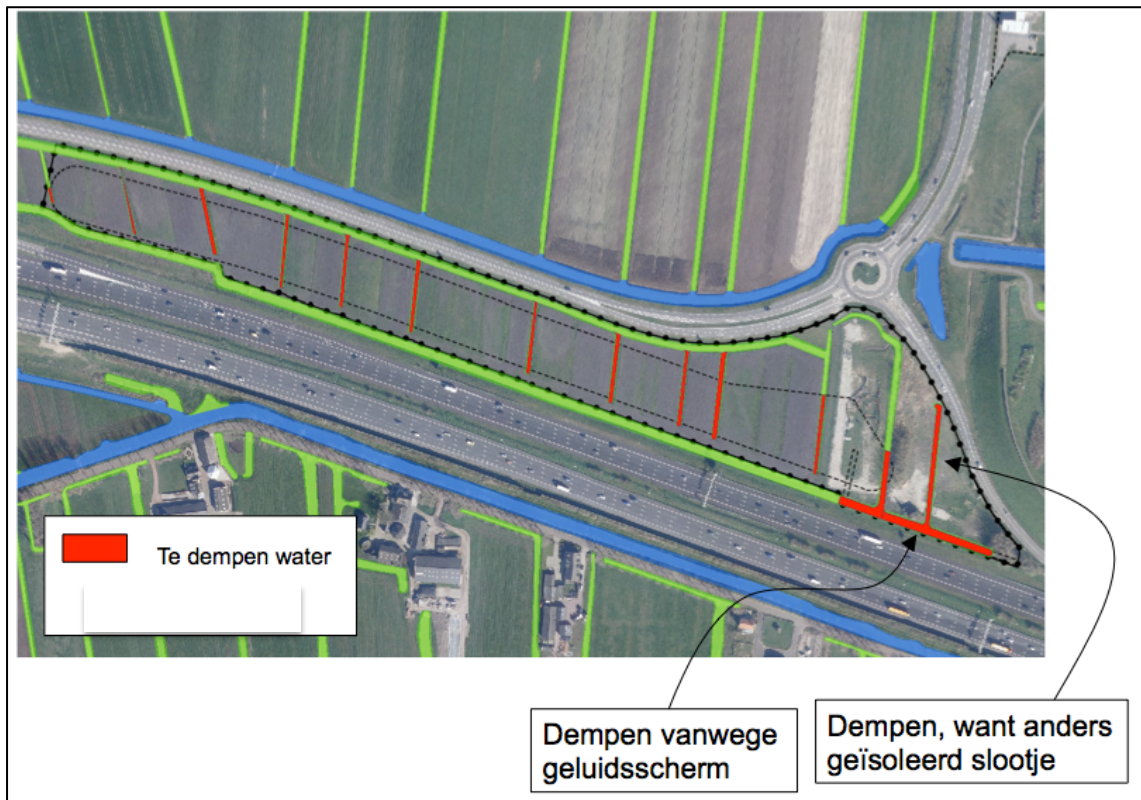 Te dempen water
Dempen vanwege
geluidsscherm
Dempen, want anders
geïsoleerd slootje